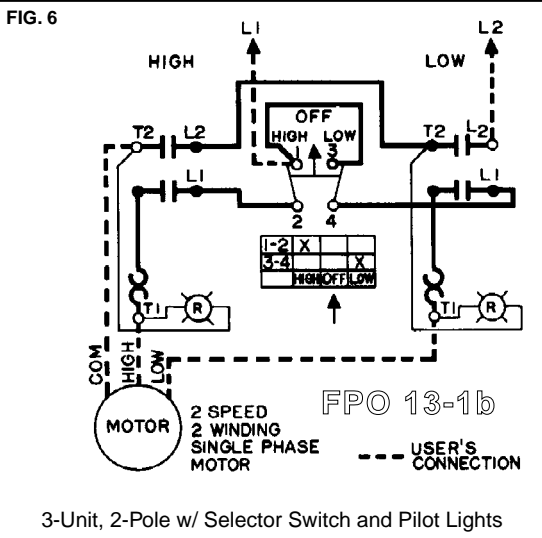 FIG. 6
L1
L2
HIGH
LOW
OFF
HIGH
LOW
T2
L2
1
3
T2
L2
L1
L1
2
4
1-2 X
3-4 X
HIGH OFF LOW
T1
R
T1
R
COM
HIGH
LOW
MOTOR
2 SPEED
2 WINDING
SINGLE PHASE
MOTOR
FPO 13-1b
USER'S
CONNECTION
3-Unit, 2-Pole w/ Selector Switch and Pilot Lights